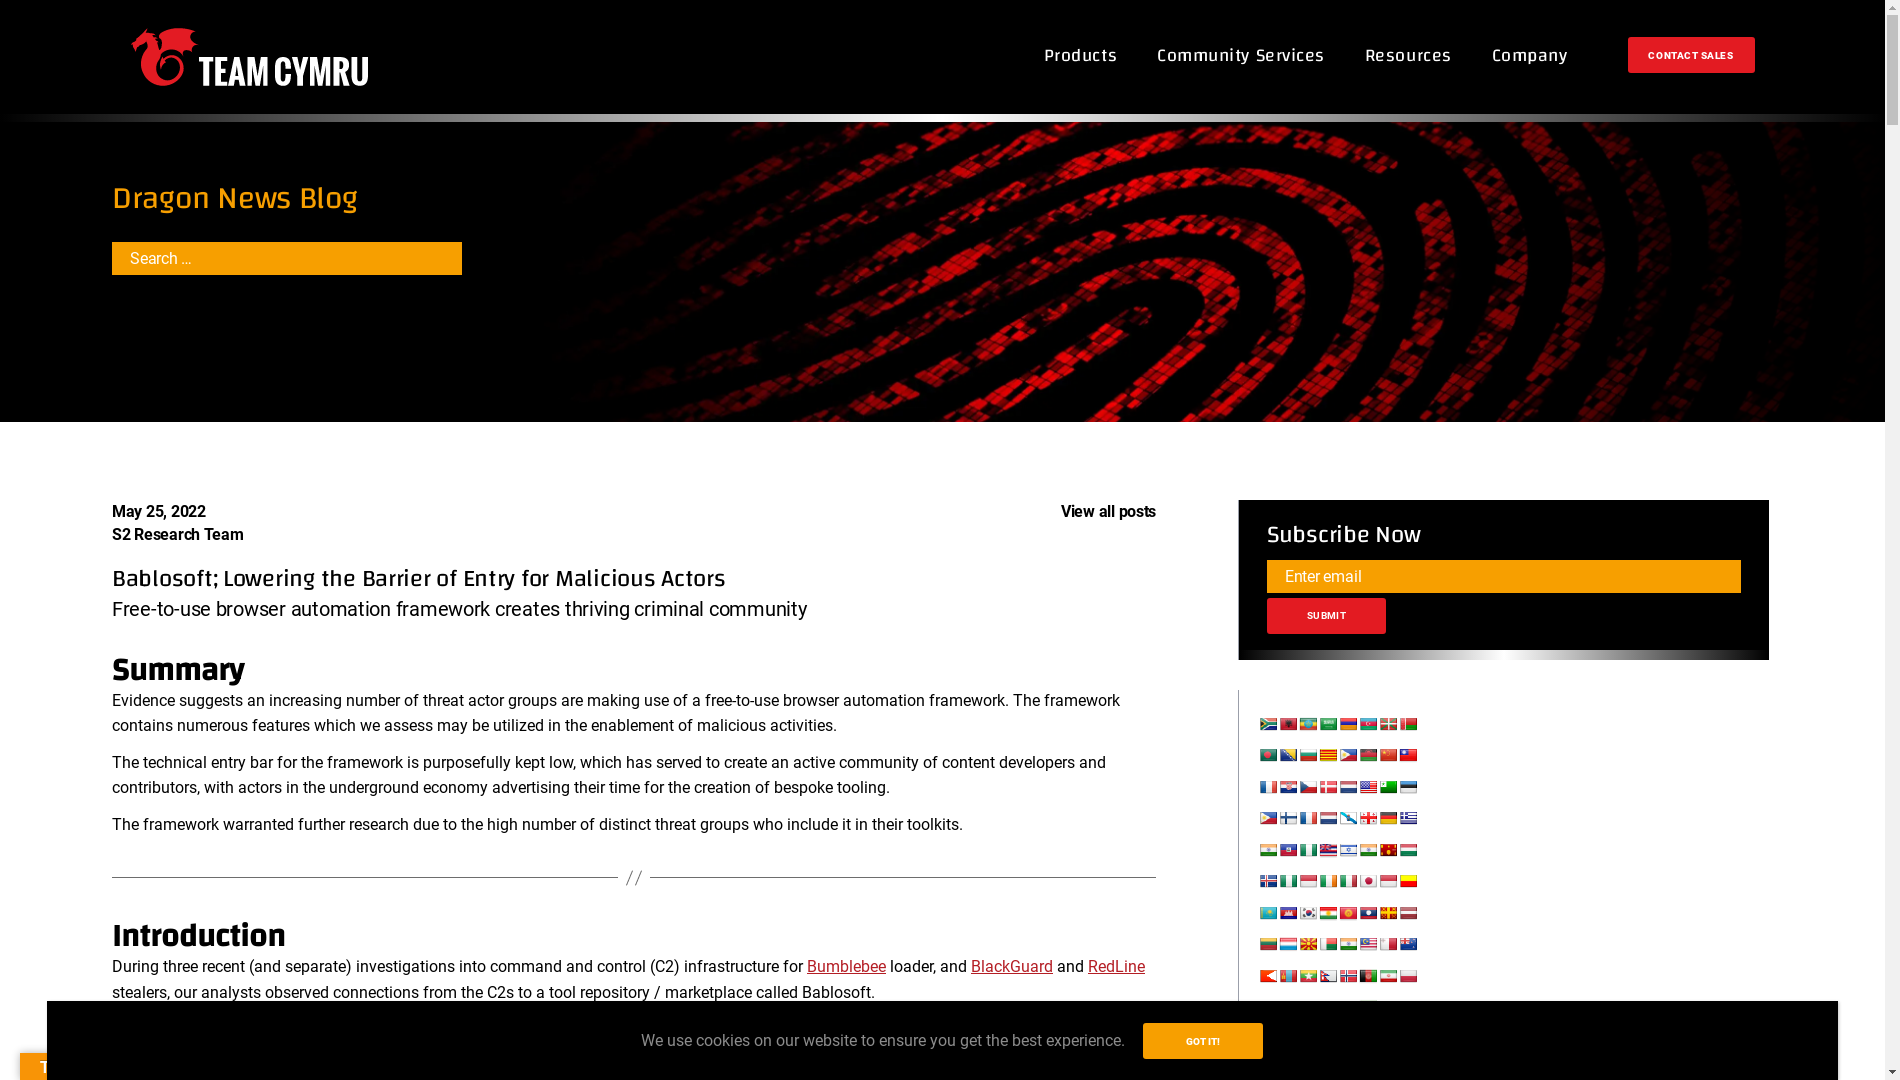 TEAM CYMRU
Products
Community Services
Resources
Company
CONTACT SALES
Dragon News Blog
Search ...
May 25, 2022
View all posts
S2 Research Team
Bablosoft; Lowering the Barrier of Entry for Malicious Actors
Free-to-use browser automation framework creates thriving criminal community
Summary
Evidence suggests an increasing number of threat actor groups are making use of a free-to-use browser automation framework. The framework
contains numerous features which we assess may be utilized in the enablement of malicious activities.
The technical entry bar for the framework is purposefully kept low, which has served to create an active community of content developers and
contributors, with actors in the underground economy advertising their time for the creation of bespoke tooling.
The framework warranted further research due to the high number of distinct threat groups who include it in their toolkits.
//
Introduction
During three recent (and separate) investigations into command and control (C2) infrastructure for Bumblebee loader, and BlackGuard and RedLine
stealers, our analysts observed connections from the C2s to a tool repository / marketplace called Bablosoft.
Subscribe Now
Enter email
SUBMIT
We use cookies on our website to ensure you get the best experience.
GOT IT!